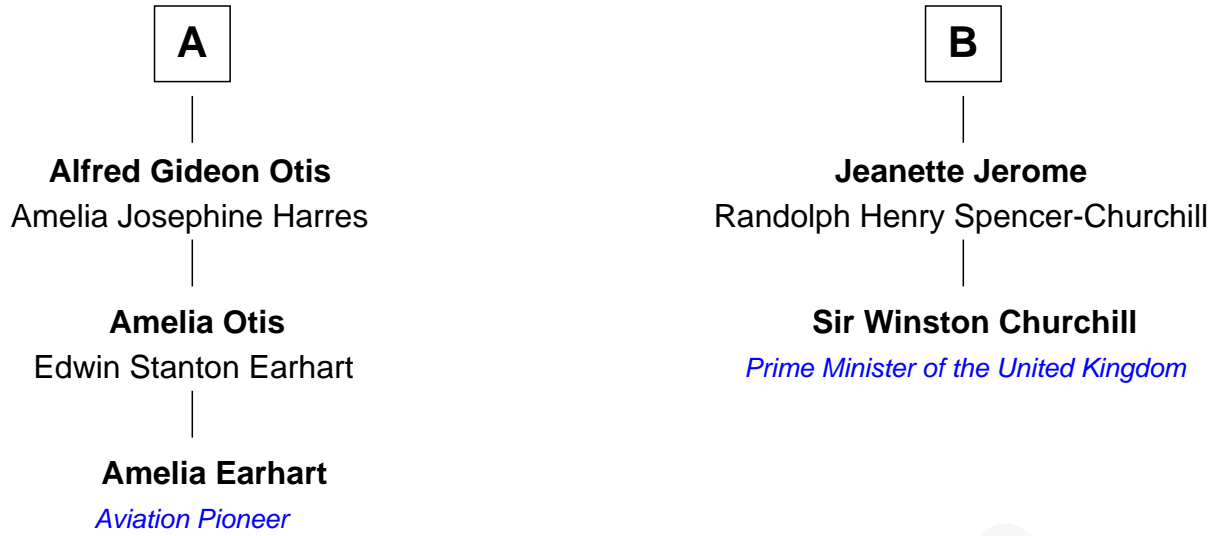 A
Alfred Gideon Otis
Amelia Josephine Harres
Amelia Otis
Edwin Stanton Earhart
Amelia Earhart
Aviation Pioneer
B
Jeanette Jerome
Randolph Henry Spencer-Churchill
Sir Winston Churchill
Prime Minister of the United Kingdom